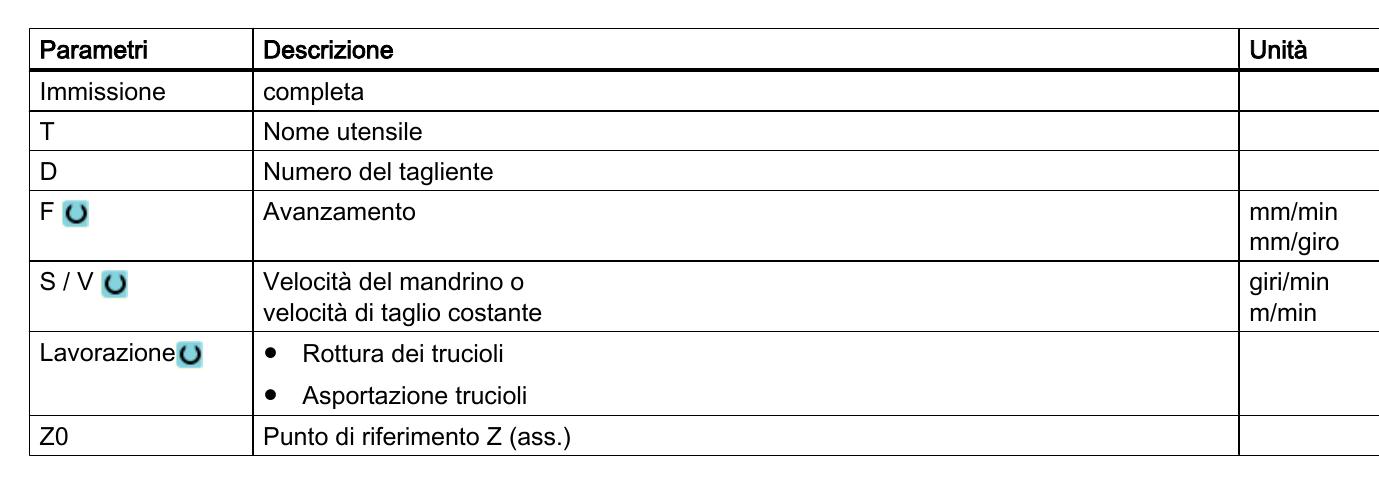 Parametri Descrizione Unità
Immissione completa
T Nome utensile
D Numero del tagliente
F Avanzamento mm/min
mm/giro
S / V Velocità del mandrino o giri/min
velocità di taglio costante m/min
Lavorazione • Rottura dei trucioli
• Asportazione trucioli
Z0 Punto di riferimento Z (ass.)